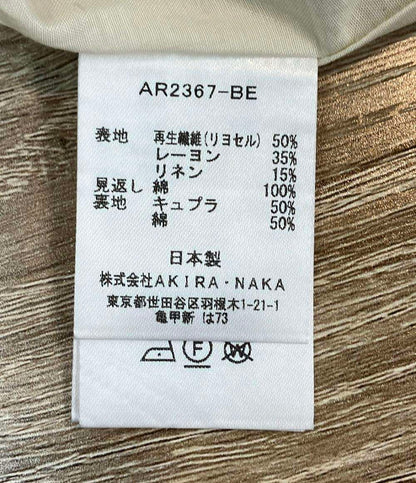 AR2367-BE
表地 再生繊維(リヨセル) 50%
レーヨン 35%
リネン 15%
見返し 綿 100%
裏地 キュプラ 50%
綿 50%
日本製
株式会社AKIRA-NAKA
東京都世田谷区羽根木1-21-1
亀甲新 は73
F
W